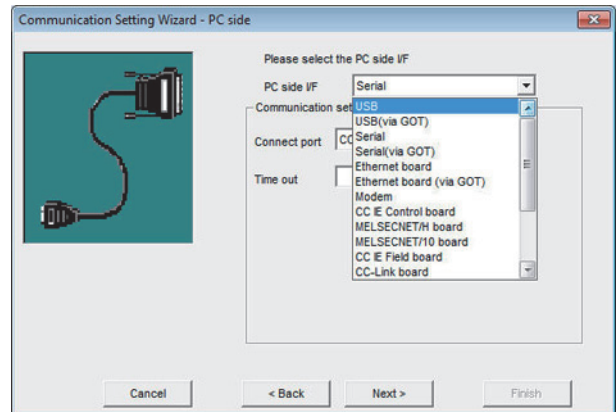 Communication Setting Wizard - PC side
Please select the PC side I/F
PC side I/F
Serial
Communication set
Connect port
CO
Time out
USB
USB(via GOT)
Serial
Serial(via GOT)
Ethernet board
Ethernet board (via GOT)
Modem
CC IE Control board
MELSECNET/H board
MELSECNET/10 board
CC IE Field board
CC-Link board
Cancel
< Back
Next >
Finish